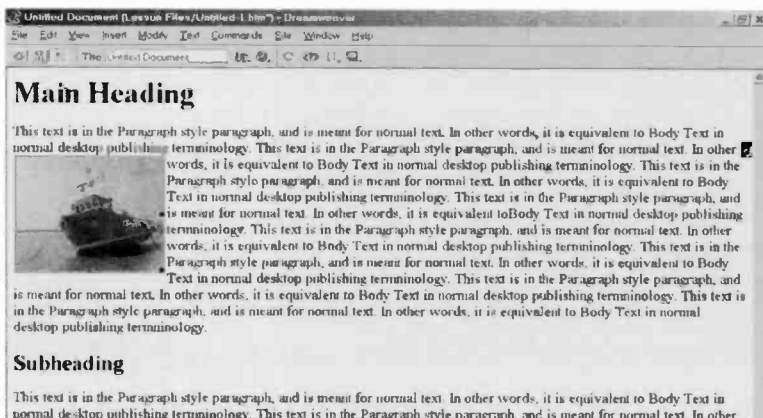 Untitled Document (Lesson Files/Untitled-1.htm*) - Dreamweaver
File Edit View Insert Modify Text Commands Site Window Help
Untitled Document
Main Heading
This text is in the Paragraph style paragraph, and is meant for normal text. In other words, it is equivalent to Body Text in
normal desktop publishing termninology. This text is in the Paragraph style paragraph, and is meant for normal text. In other
words, it is equivalent to Body Text in normal desktop publishing termninology. This text is in the
Paragraph style paragraph, and is meant for normal text. In other words, it is equivalent to Body
Text in normal desktop publishing termninology. This text is in the Paragraph style paragraph, and
is meant for normal text. In other words, it is equivalent toBody Text in normal desktop publishing
termninology. This text is in the Paragraph style paragraph, and is meant for normal text. In other
words, it is equivalent to Body Text in normal desktop publishing termninology. This text is in the
Paragraph style paragraph, and is meant for normal text. In other words, it is equivalent to Body
Text in normal desktop publishing termninology. This text is in the Paragraph style paragraph, and
is meant for normal text. In other words, it is equivalent to Body Text in normal desktop publishing termninology. This text is
in the Paragraph style paragraph, and is meant for normal text. In other words, it is equivalent to Body Text in normal
desktop publishing termninology.
Subheading
This text is in the Paragraph style paragraph, and is meant for normal text. In other words, it is equivalent to Body Text in
normal desktop publishing termninology. This text is in the Paragraph style paragraph, and is meant for normal text. In other